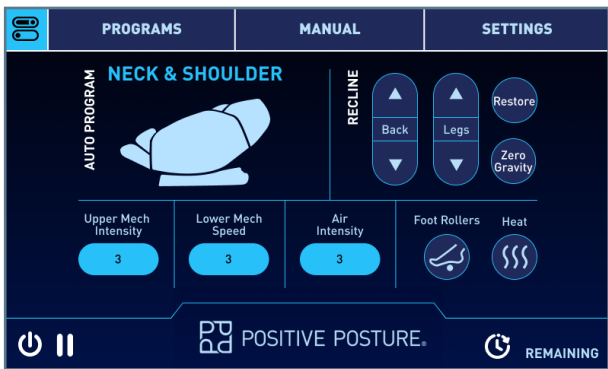 PROGRAMS
MANUAL
SETTINGS
AUTO PROGRAM
NECK & SHOULDER
RECLINE
Back
Legs
Restore
Zero
Gravity
Upper Mech
Intensity
3
Lower Mech
Speed
3
Air
Intensity
3
Foot Rollers
Heat
POSITIVE POSTURE®
REMAINING